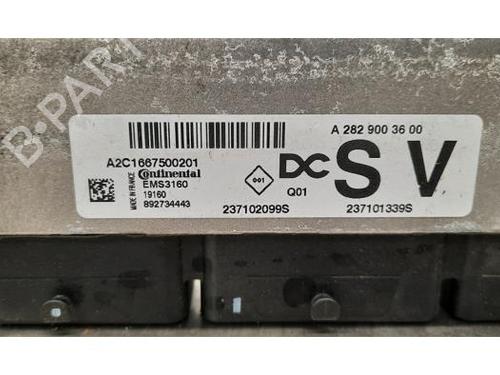 B-PARTS
A 282 900 36 00
A2C1667500201
Continental
EMS3160
19160
892734443
MADE IN FRANCE
001
DC
Q01
S V
237102099S
237101339S